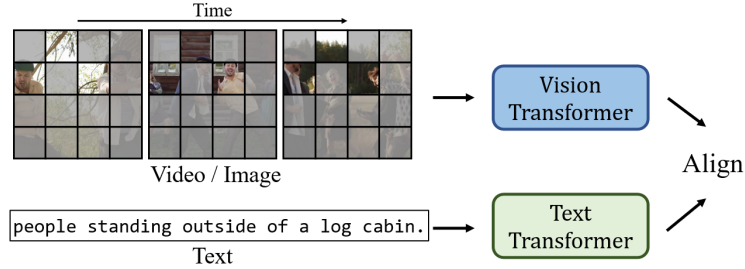 Time
Video / Image
people standing outside of a log cabin.
Text
Vision
Transformer
Text
Transformer
Align